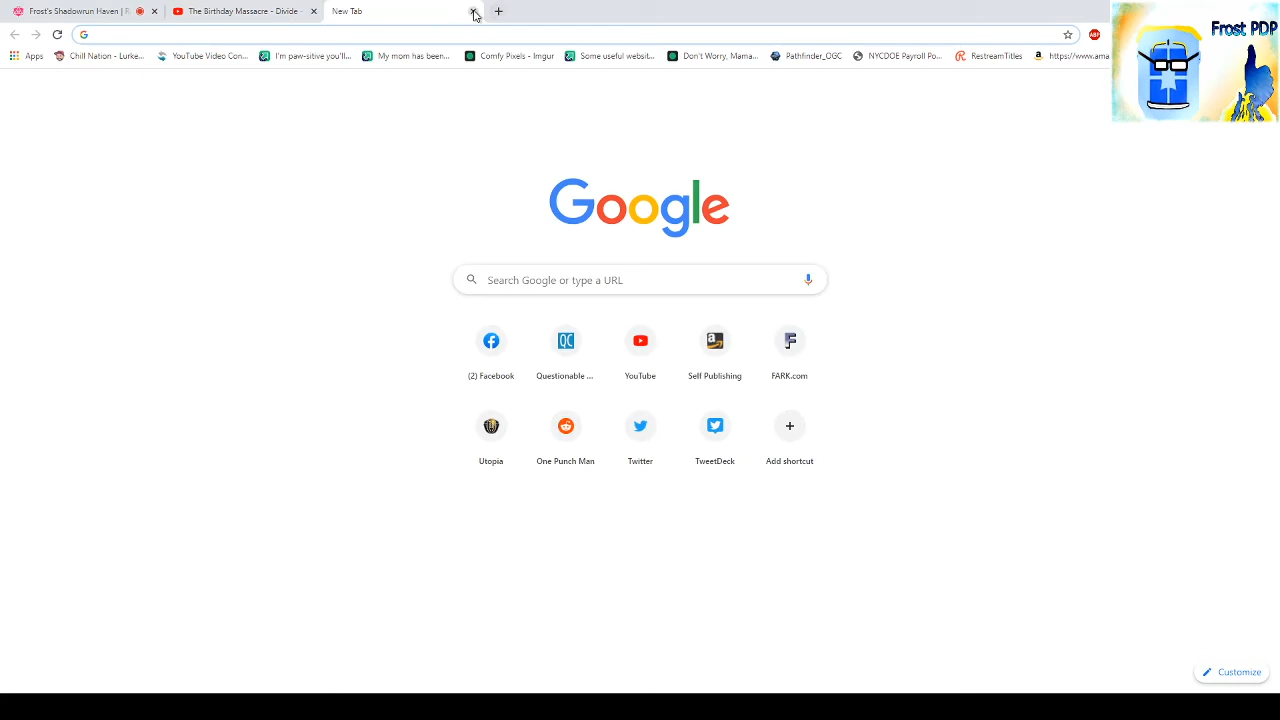 Frost's Shadowrun Haven | R
The Birthday Massacre - Divide
New Tab
Frost PDP
Apps
Chill Nation - Lurke...
YouTube Video Con...
I'm paw-sitive you'll...
My mom has been...
Comfy Pixels - Imgur
Some useful websit...
Don't Worry, Mama...
Pathfinder_OGC
NYCDOE Payroll Po...
RestreamTitles
https://www.ama
ABP
Google
Search Google or type a URL
(2) Facebook
Questionable ...
YouTube
Self Publishing
FARK.com
Utopia
One Punch Man
Twitter
TweetDeck
Add shortcut
Customize